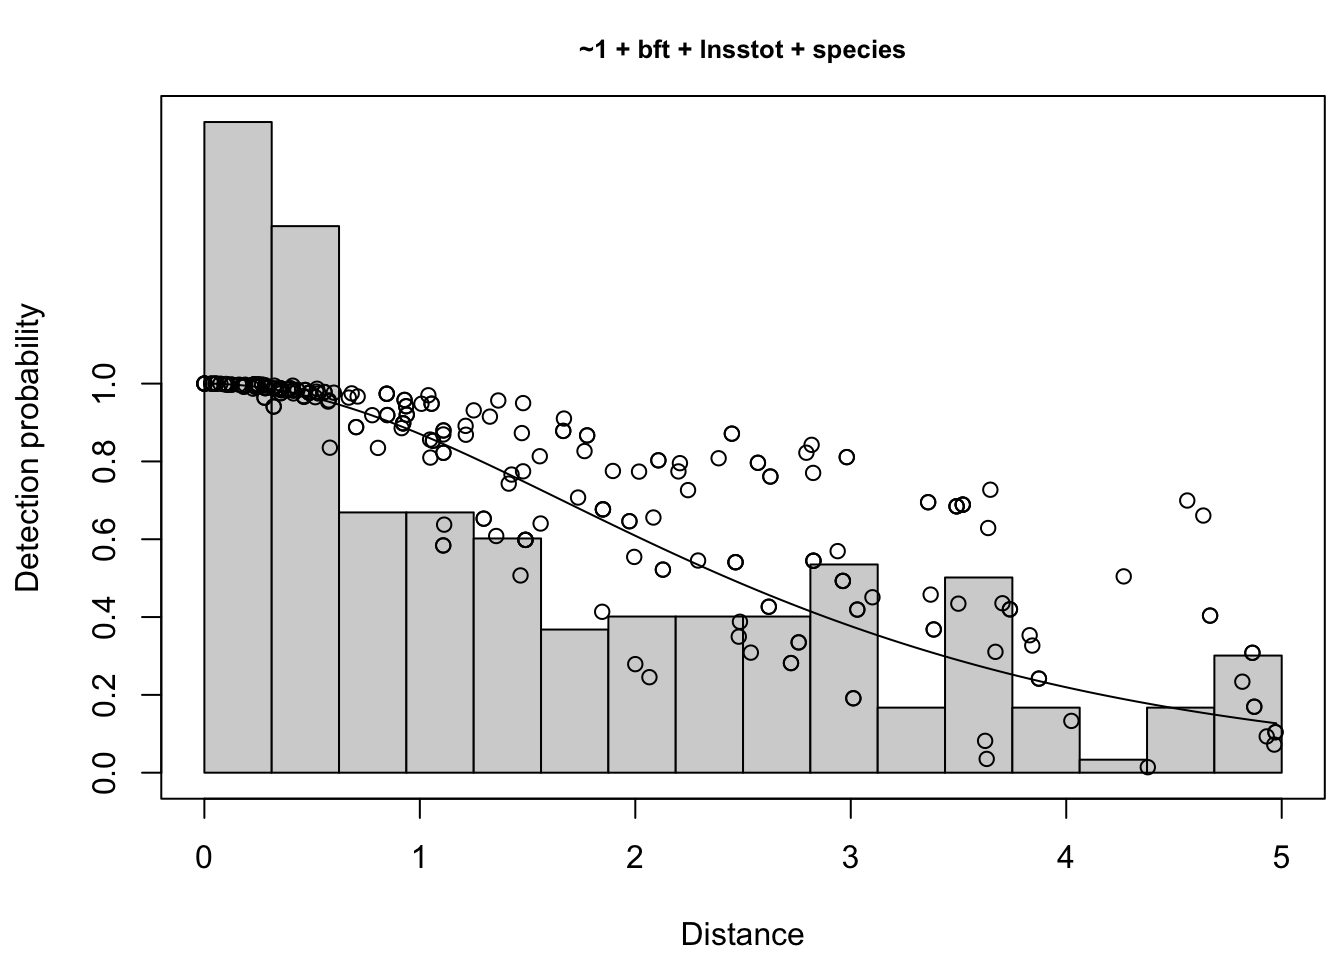 ~1 + bft + lnsstot + species
Detection probability
1.0
0.8
0.6
0.4
0.2
0.0
0 1 2 3 4 5
Distance